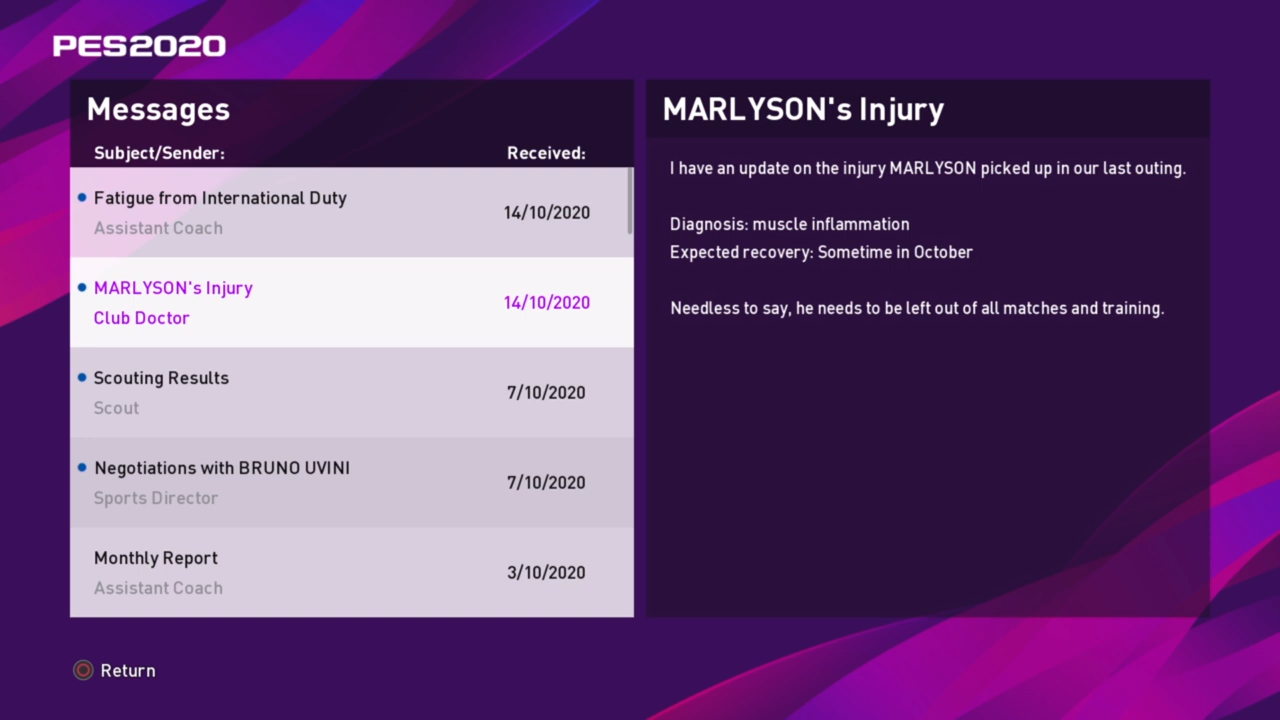 PES2020
Messages
Subject/Sender: Received:
Fatigue from International Duty
Assistant Coach
14/10/2020
MARLYSON's Injury
Club Doctor
14/10/2020
Scouting Results
Scout
7/10/2020
Negotiations with BRUNO UVINI
Sports Director
7/10/2020
Monthly Report
Assistant Coach
3/10/2020
MARLYSON's Injury
I have an update on the injury MARLYSON picked up in our last outing.
Diagnosis: muscle inflammation
Expected recovery: Sometime in October
Needless to say, he needs to be left out of all matches and training.
Return